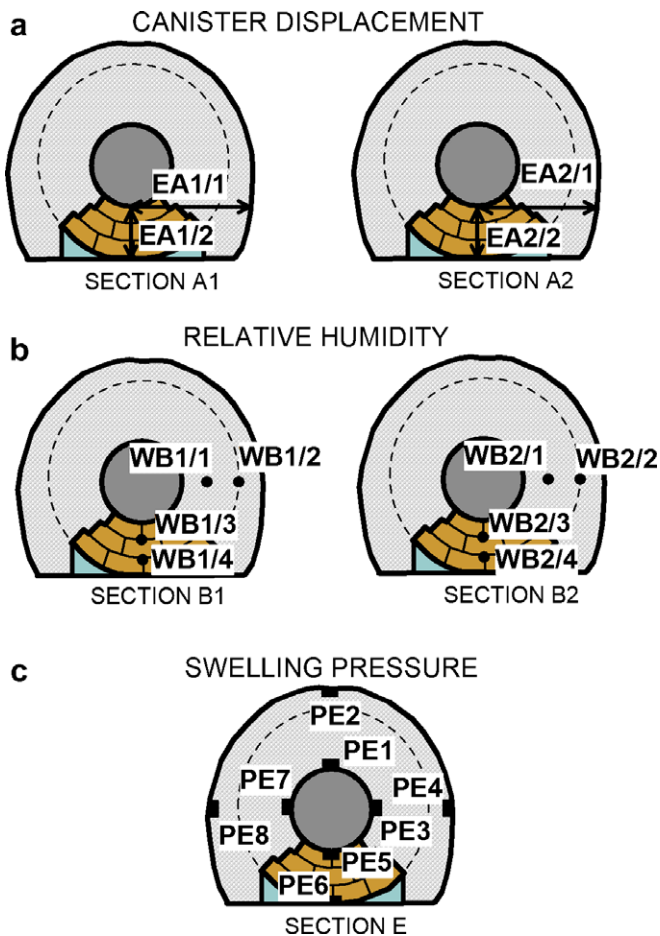 a CANISTER DISPLACEMENT
EA1/1
EA1/2
SECTION A1
EA2/1
EA2/2
SECTION A2
b RELATIVE HUMIDITY
WB1/1 WB1/2
WB1/3
WB1/4
SECTION B1
WB2/1 WB2/2
WB2/3
WB2/4
SECTION B2
c SWELLING PRESSURE
PE2
PE1
PE7 PE4
PE8 PE3
PE5
PE6
SECTION E